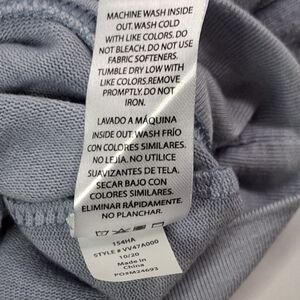 MACHINE WASH INSIDE
OUT. WASH COLD
WITH LIKE COLORS. DO
NOT BLEACH. DO NOT USE
FABRIC SOFTENERS.
TUMBLE DRY LOW WITH
LIKE COLORS.REMOVE
PROMPTLY. DO NOT
IRON.
LAVADO A MÁQUINA
INSIDE OUT. WASH FRÍO
CON COLORES SIMILARES.
NO LEJÍA. NO UTILICE
SUAVIZANTES DE TELA.
SECAR BAJO CON
COLORES SIMILARES.
ELIMINAR RÁPIDAMENTE.
NO PLANCHAR.
154HA
STYLE # VV47A000
10/20
Made in
China
PO#M24693